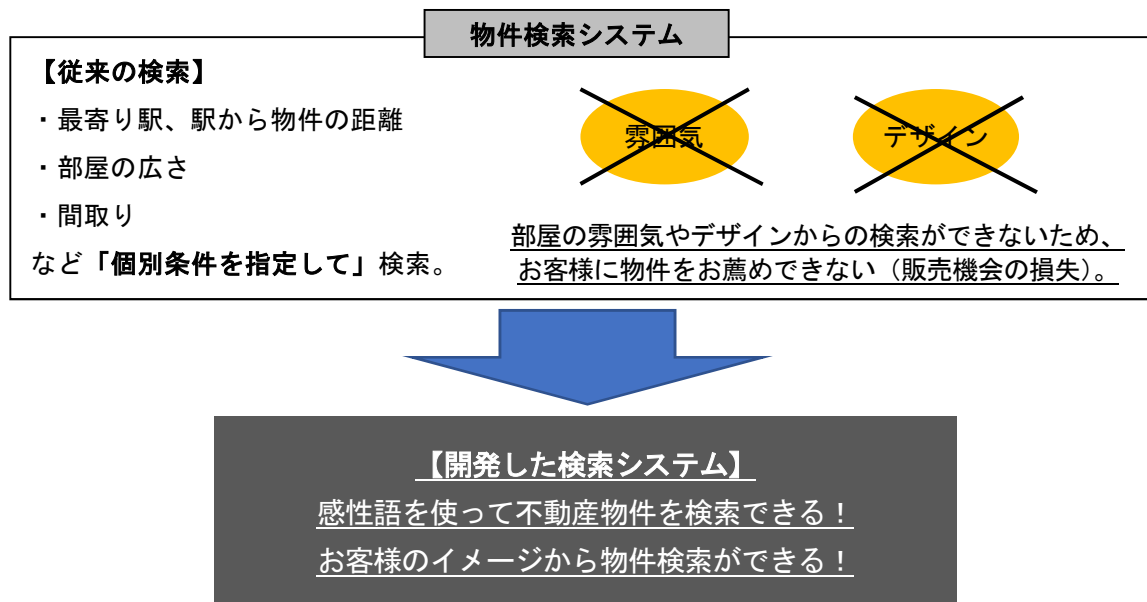 物件検索システム
【従来の検索】
・最寄り駅、駅から物件の距離
・部屋の広さ
・間取り
など「個別条件を指定して」検索。
雰囲気
デザイン
部屋の雰囲気やデザインからの検索ができないため、
お客様に物件をお薦めできない（販売機会の損失）。
【開発した検索システム】
感性語を使って不動産物件を検索できる！
お客様のイメージから物件検索ができる！